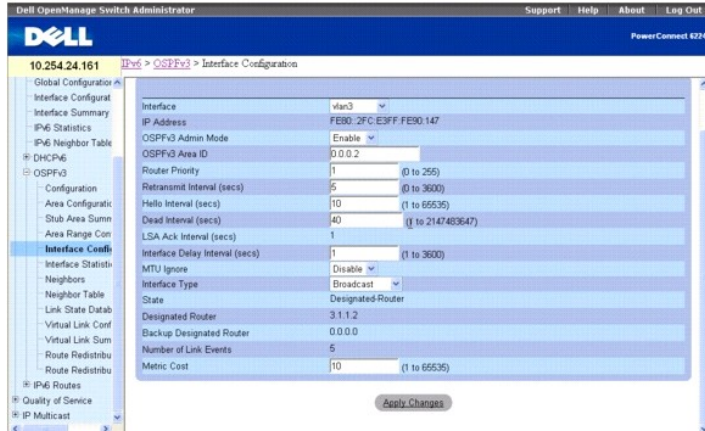 Dell OpenManage Switch Administrator Support Help About Log Out
DELL
PowerConnect 6224
10.254.24.161
IPv6 > OSPFv3 > Interface Configuration
Global Configuration
Interface Configurat
Interface Summary
IPv6 Statistics
IPv6 Neighbor Table
DHCPv6
OSPFv3
Configuration
Area Configuratic
Stub Area Summ
Area Range Con
Interface Config
Interface Statisti
Neighbors
Neighbor Table
Link State Datab
Virtual Link Conf
Virtual Link Sum
Route Redistribu
Route Redistribu
IPv6 Routes
Quality of Service
IP Multicast
Interface vlan3
IP Address FE80::2FC:E3FF:FE90:147
OSPFv3 Admin Mode Enable
OSPFv3 Area ID 0.0.0.2
Router Priority 1 (0 to 255)
Retransmit Interval (secs) 5 (0 to 3600)
Hello Interval (secs) 10 (1 to 65535)
Dead Interval (secs) 40 (1 to 2147483647)
LSA Ack Interval (secs) 1
Interface Delay Interval (secs) 1 (1 to 3600)
MTU Ignore Disable
Interface Type Broadcast
State Designated-Router
Designated Router 3.1.1.2
Backup Designated Router 0.0.0.0
Number of Link Events 5
Metric Cost 10 (1 to 65535)
Apply Changes